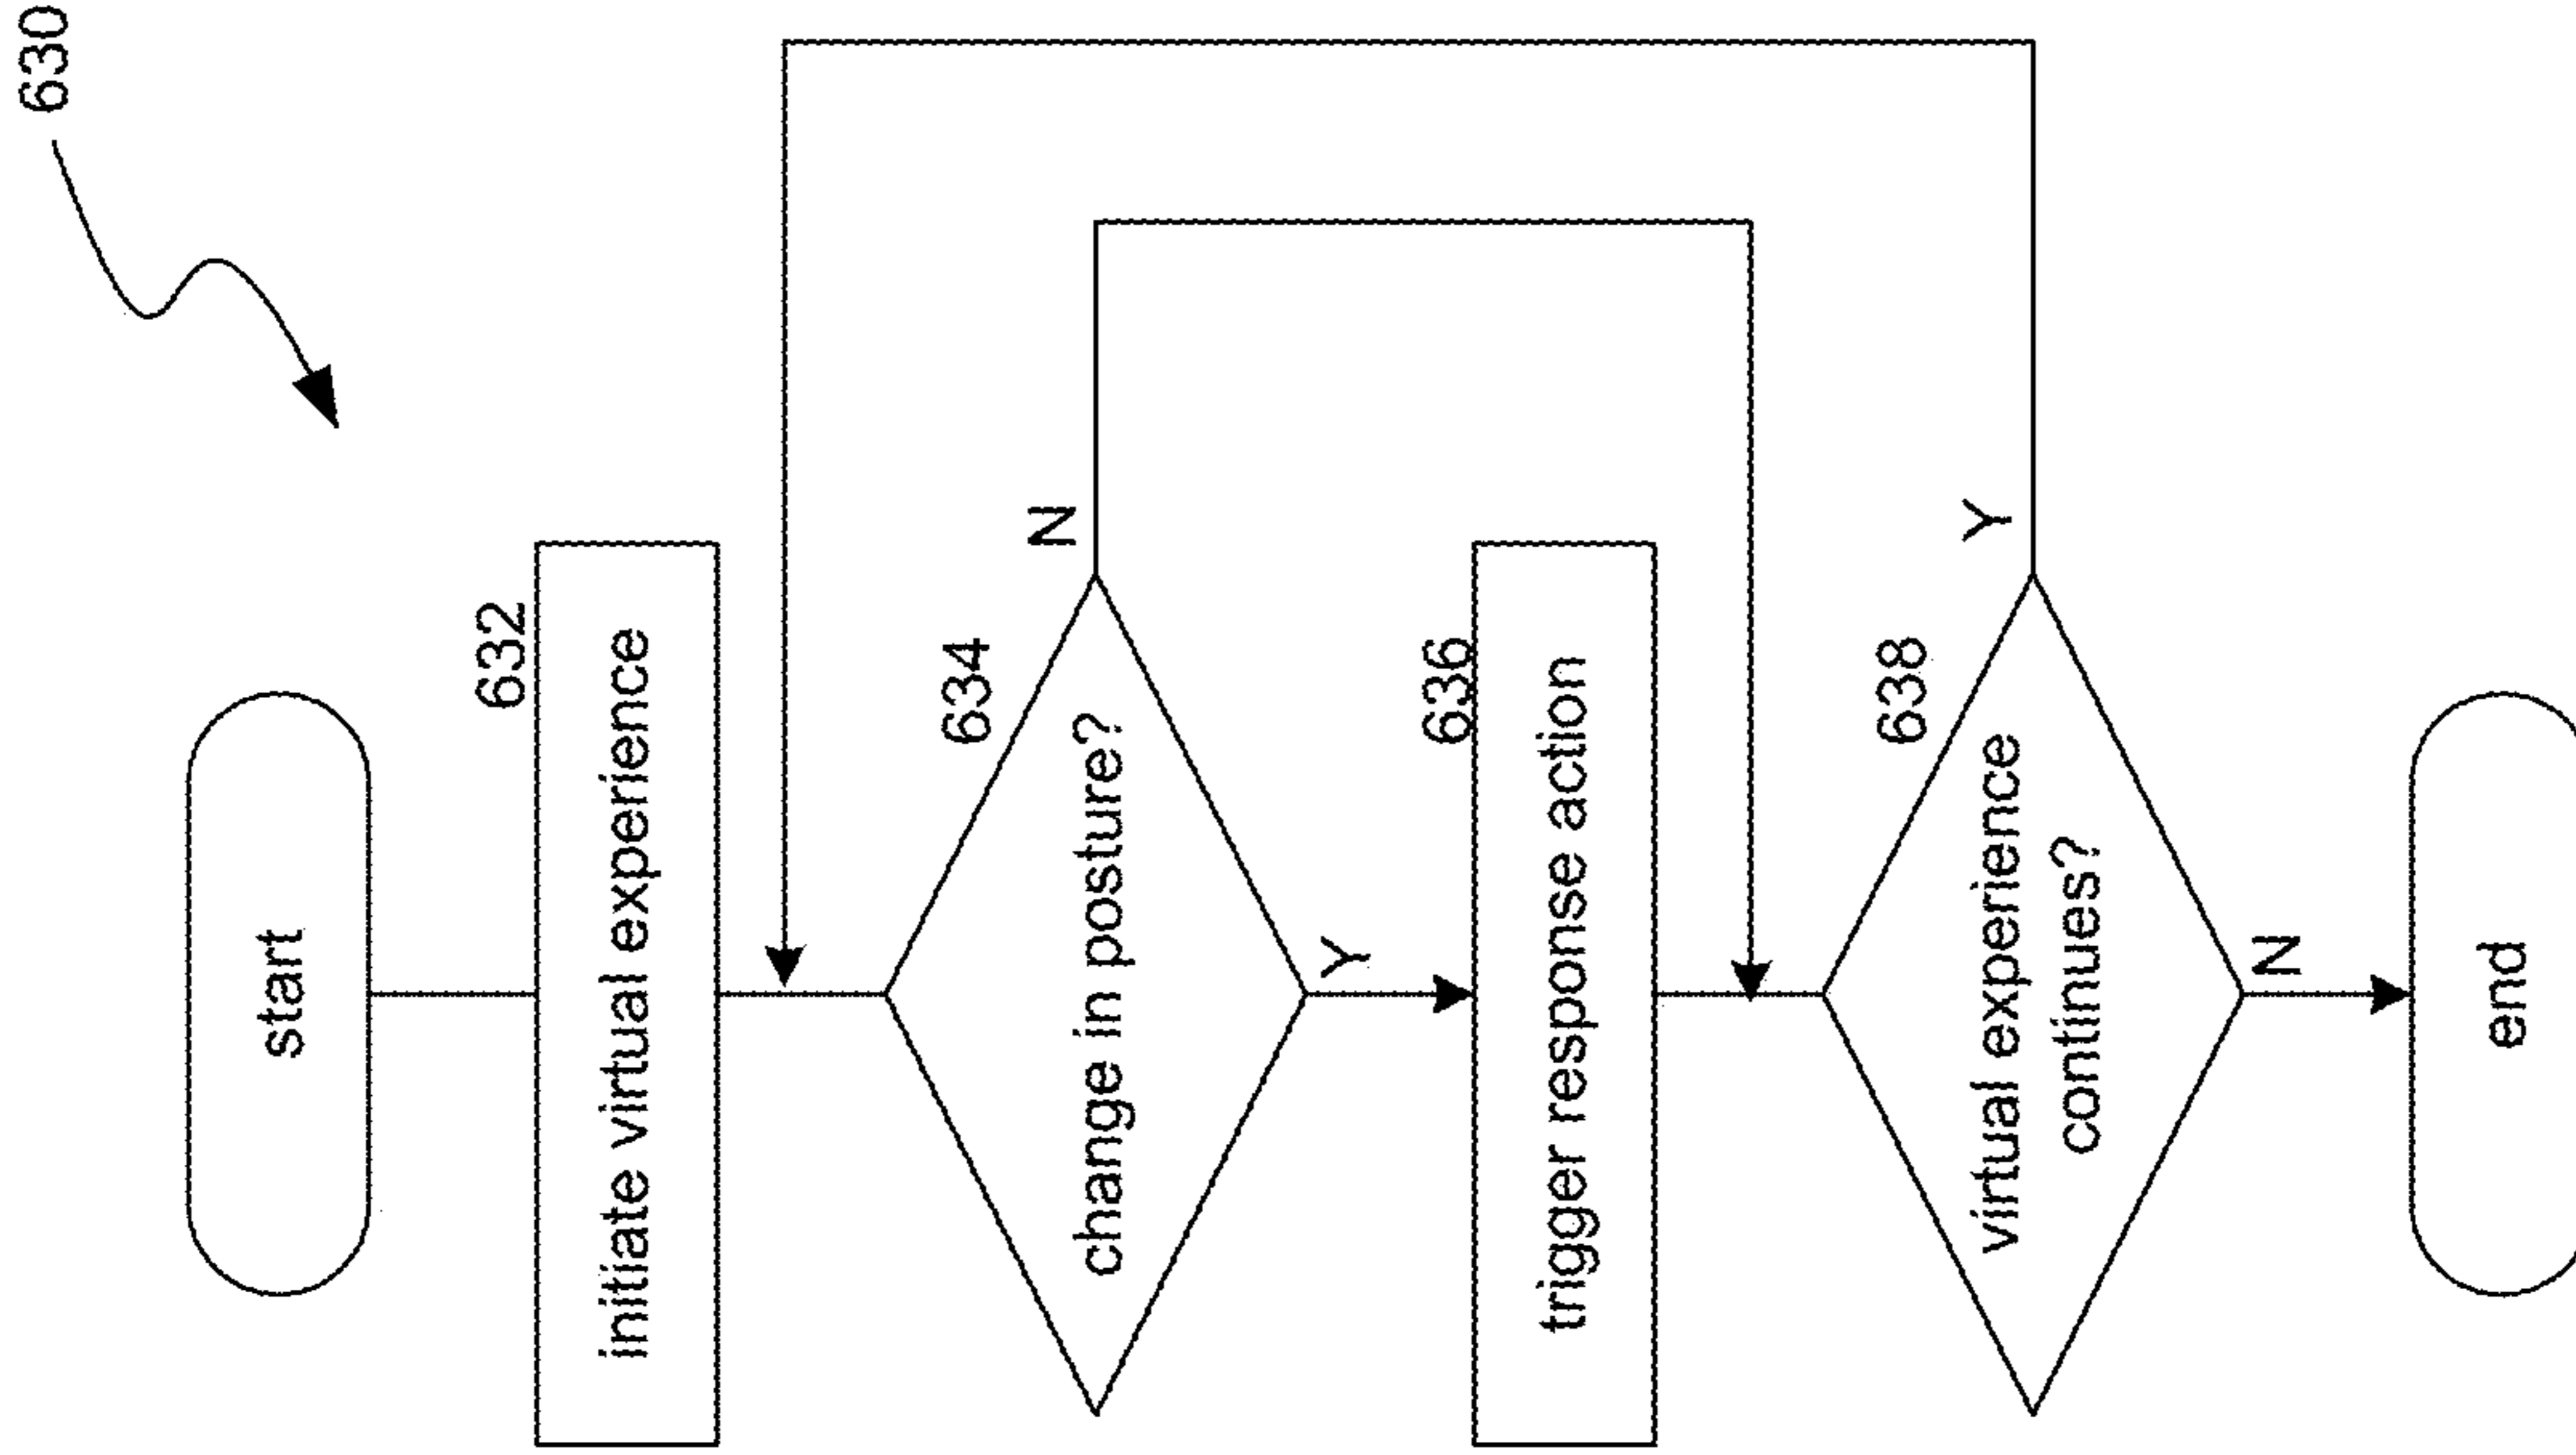 630
start
632
initiate virtual experience
634
change in posture?
N
Y
636
trigger response action
638
virtual experience
continues?
Y
N
end